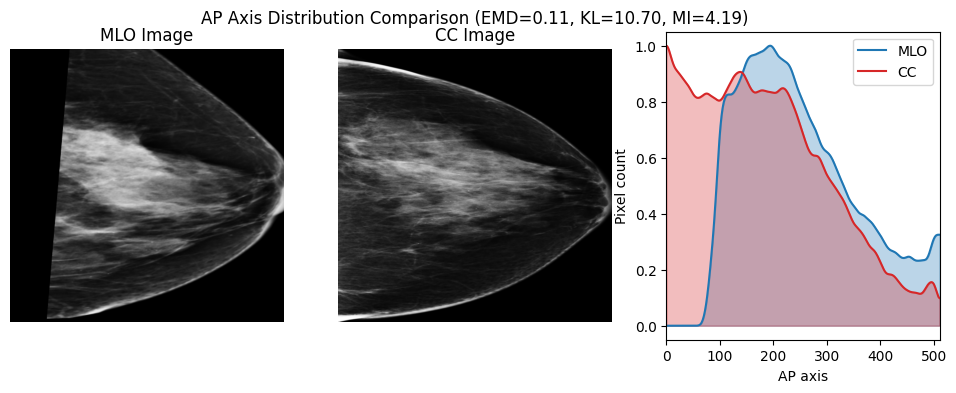 AP Axis Distribution Comparison (EMD=0.11, KL=10.70, MI=4.19)
MLO Image
CC Image
MLO
CC
Pixel count
1.0
0.8
0.6
0.4
0.2
0.0
0 100 200 300 400 500
AP axis